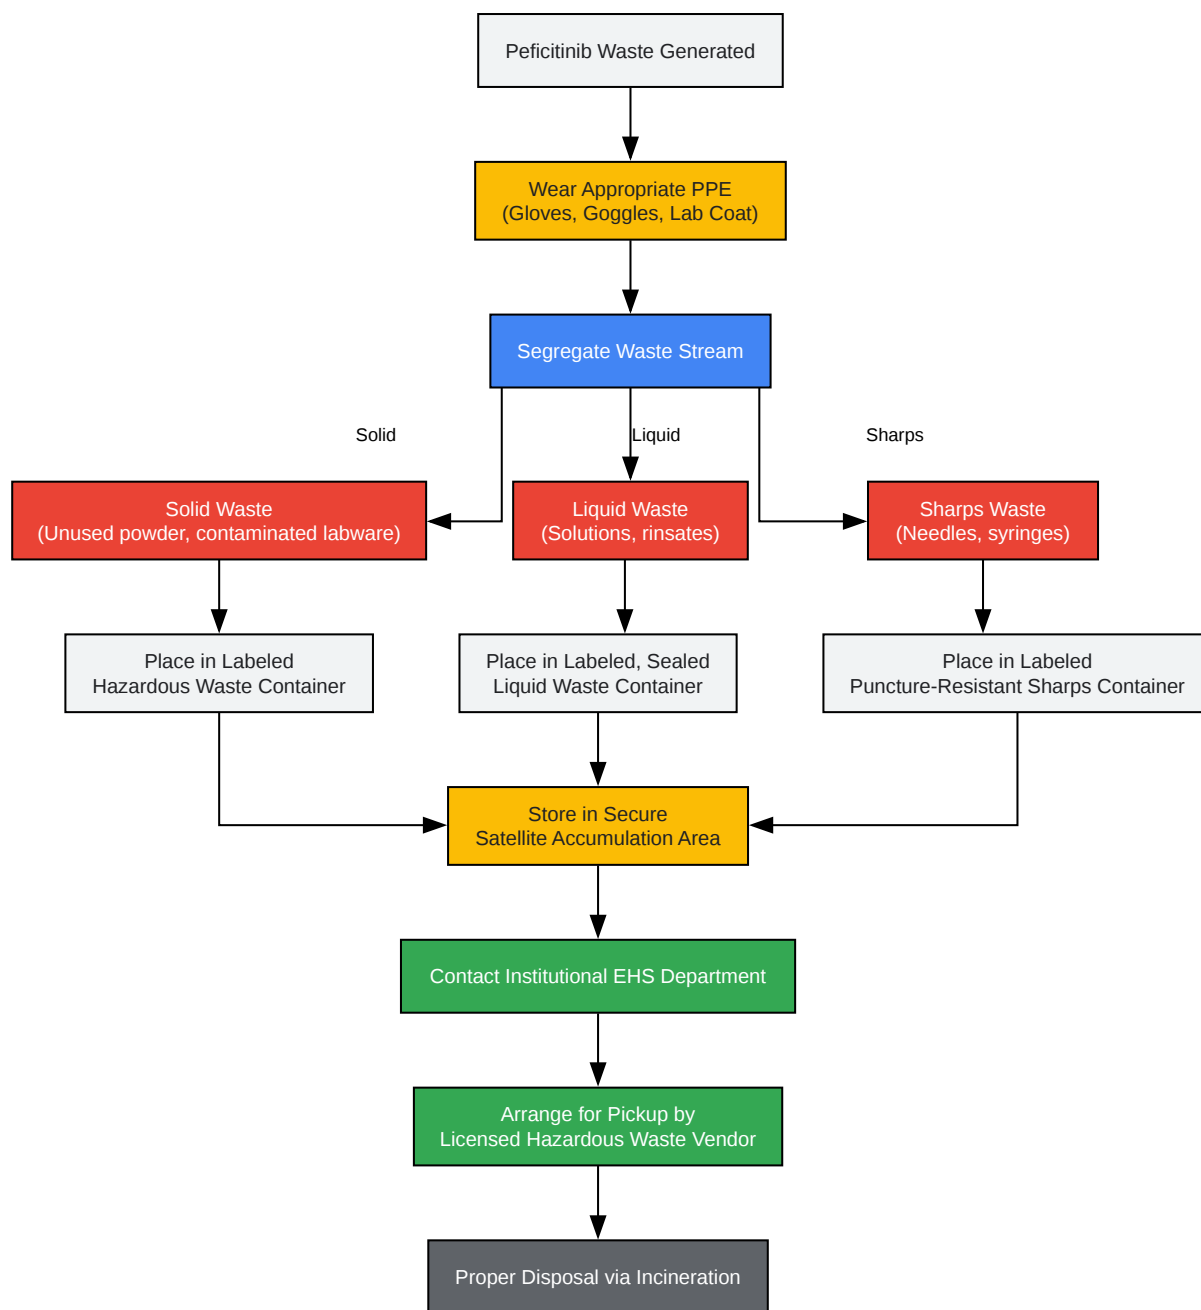 Peficitinib Waste Generated
Wear Appropriate PPE
(Gloves, Goggles, Lab Coat)
Segregate Waste Stream
Solid
Liquid
Sharps
Solid Waste
(Unused powder, contaminated labware)
Liquid Waste
(Solutions, rinsates)
Sharps Waste
(Needles, syringes)
Place in Labeled
Hazardous Waste Container
Place in Labeled, Sealed
Liquid Waste Container
Place in Labeled
Puncture-Resistant Sharps Container
Store in Secure
Satellite Accumulation Area
Contact Institutional EHS Department
Arrange for Pickup by
Licensed Hazardous Waste Vendor
Proper Disposal via Incineration